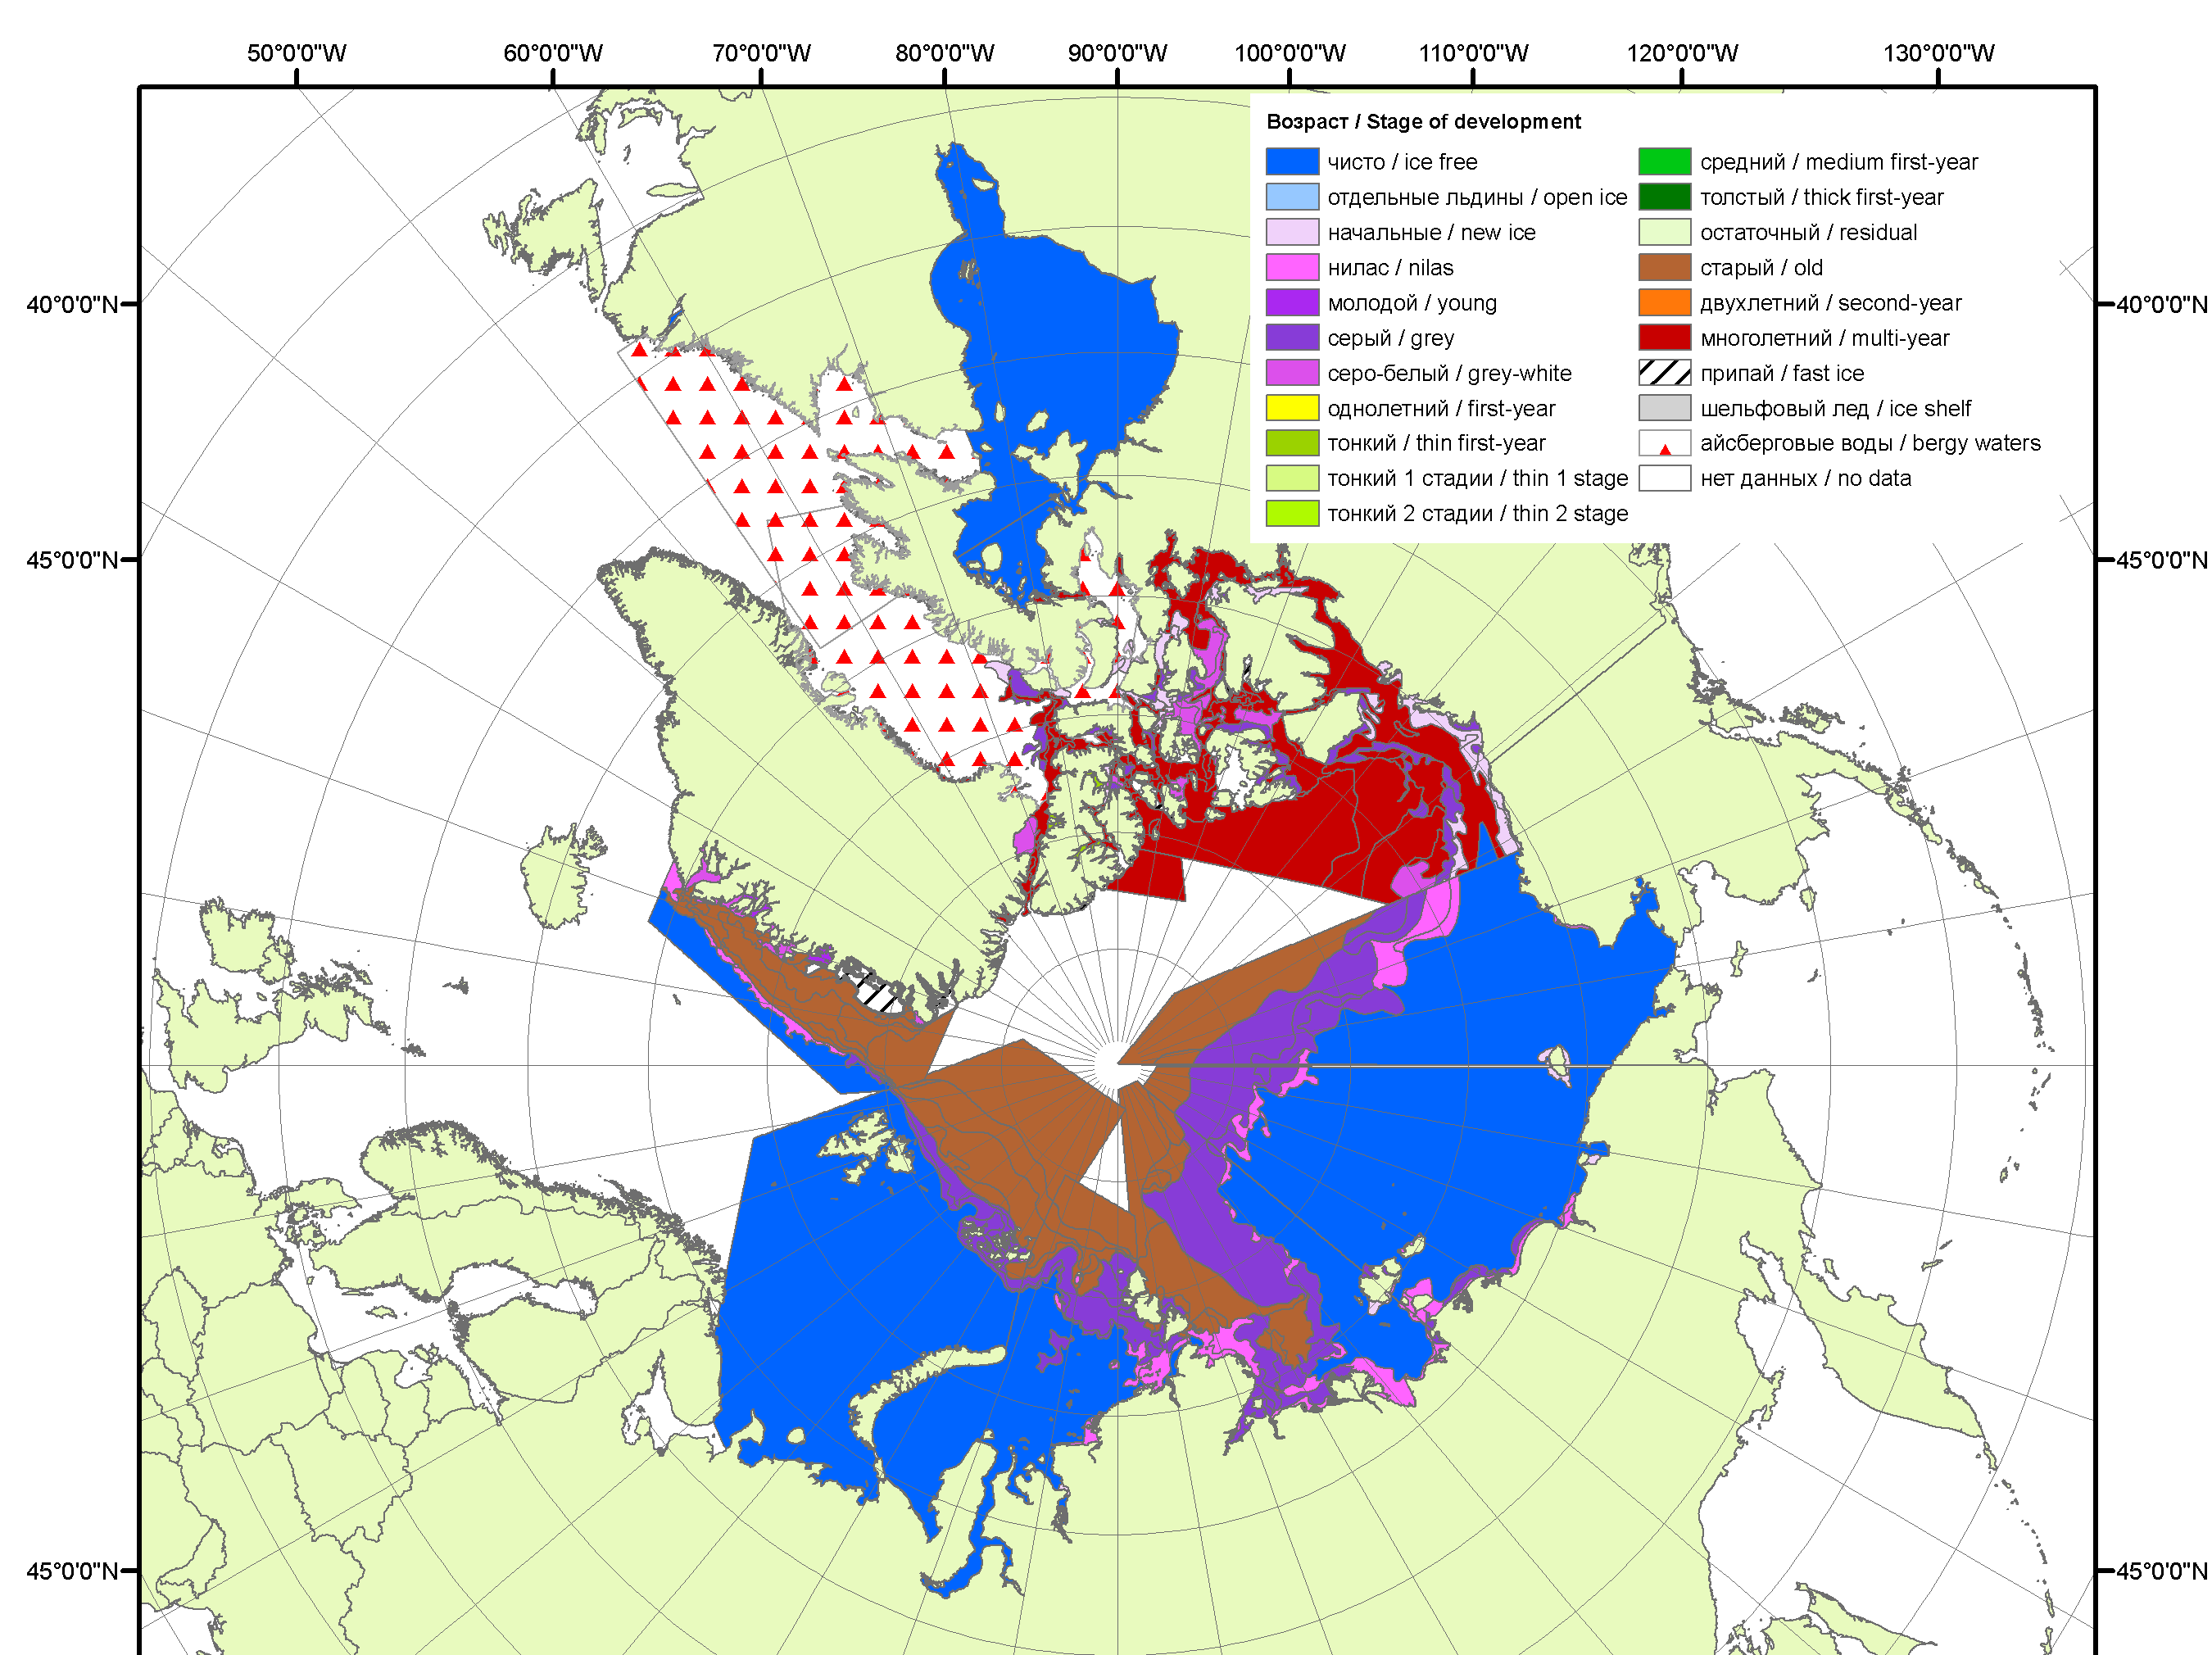 50°0'0"W 60°0'0"W 70°0'0"W 80°0'0"W 90°0'0"W 100°0'0"W 110°0'0"W 120°0'0"W 130°0'0"W
Возраст / Stage of development
чисто / ice free
отдельные льдины / open ice
начальные / new ice
нилас / nilas
молодой / young
серый / grey
серо-белый / grey-white
однолетний / first-year
тонкий / thin first-year
тонкий 1 стадии / thin 1 stage
тонкий 2 стадии / thin 2 stage
средний / medium first-year
толстый / thick first-year
остаточный / residual
старый / old
двухлетний / second-year
многолетний / multi-year
припай / fast ice
шельфовый лед / ice shelf
айсберговые воды / bergy waters
нет данных / no data
40°0'0"N 40°0'0"N
45°0'0"N 45°0'0"N
45°0'0"N 45°0'0"N